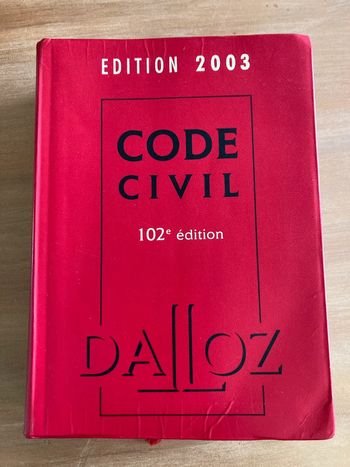 EDITION 2003
CODE
CIVIL
102e édition
DALLOZ